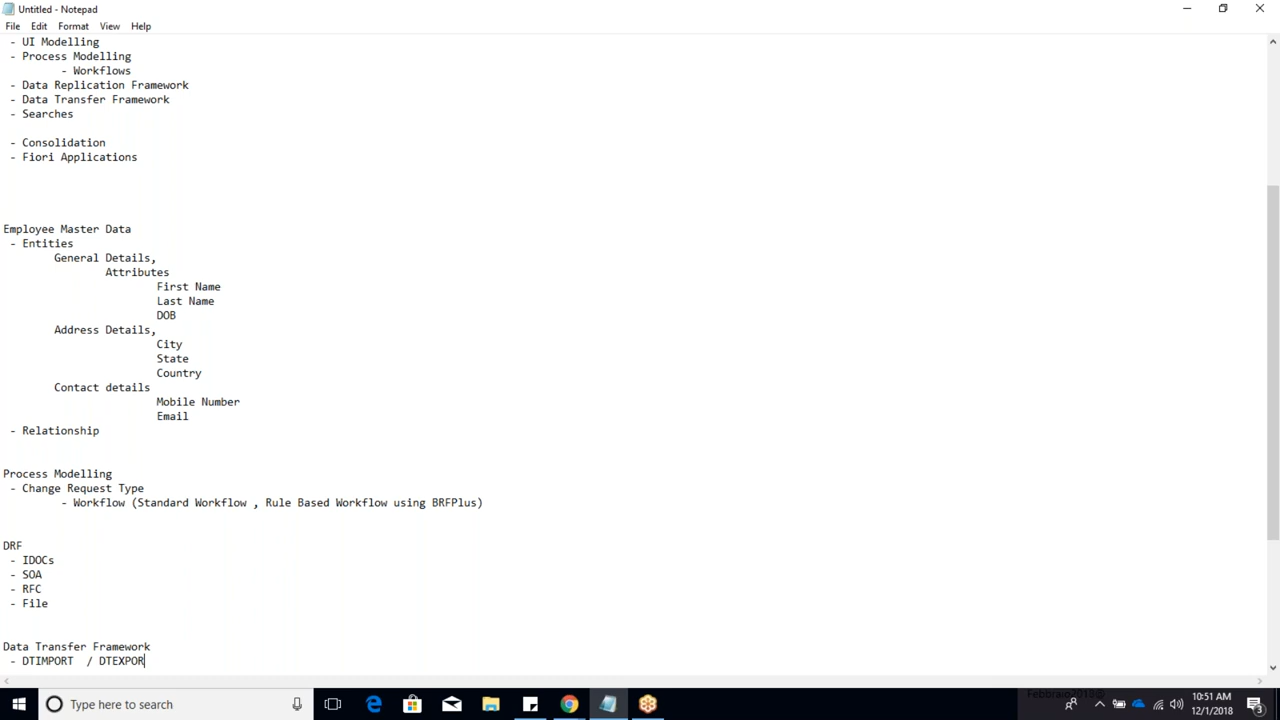 Untitled - Notepad
File Edit Format View Help
- UI Modelling
- Process Modelling
- Workflows
- Data Replication Framework
- Data Transfer Framework
- Searches
- Consolidation
- Fiori Applications
Employee Master Data
- Entities
General Details,
Attributes
First Name
Last Name
DOB
Address Details,
City
State
Country
Contact details
Mobile Number
Email
- Relationship
Process Modelling
- Change Request Type
- Workflow (Standard Workflow , Rule Based Workflow using BRFPlus)
DRF
- IDOCs
- SOA
- RFC
- File
Data Transfer Framework
- DTIMPORT / DTEXPOR
Type here to search
10:51 AM
12/1/2018
3